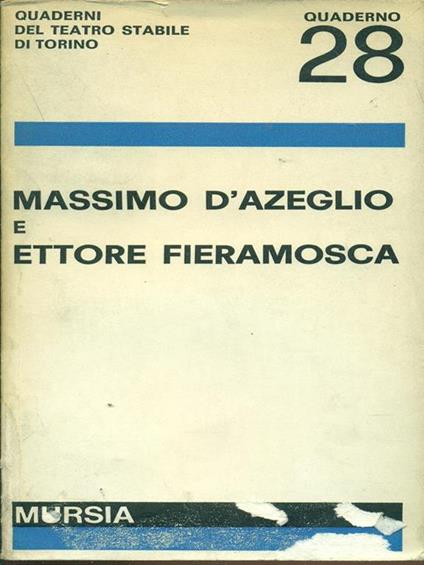 QUADERNI
DEL TEATRO STABILE
DI TORINO
QUADERNO
28
MASSIMO D'AZEGLIO
E
ETTORE FIERAMOSCA
MURSIA